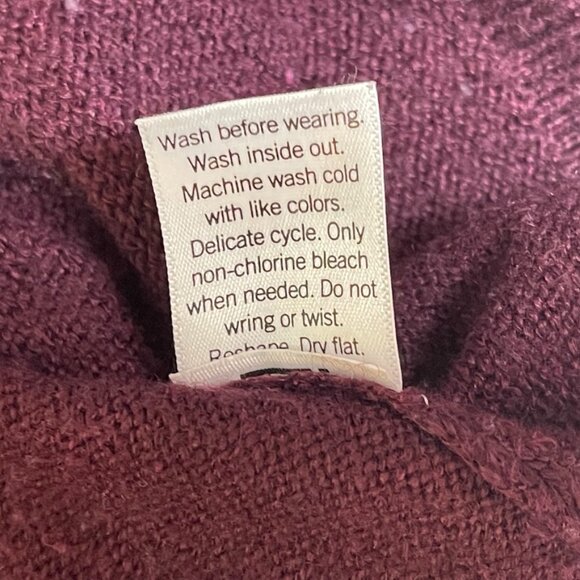 Wash before wearing.
Wash inside out.
Machine wash cold
with like colors.
Delicate cycle. Only
non-chlorine bleach
when needed. Do not
wring or twist.
Reshape. Dry flat.